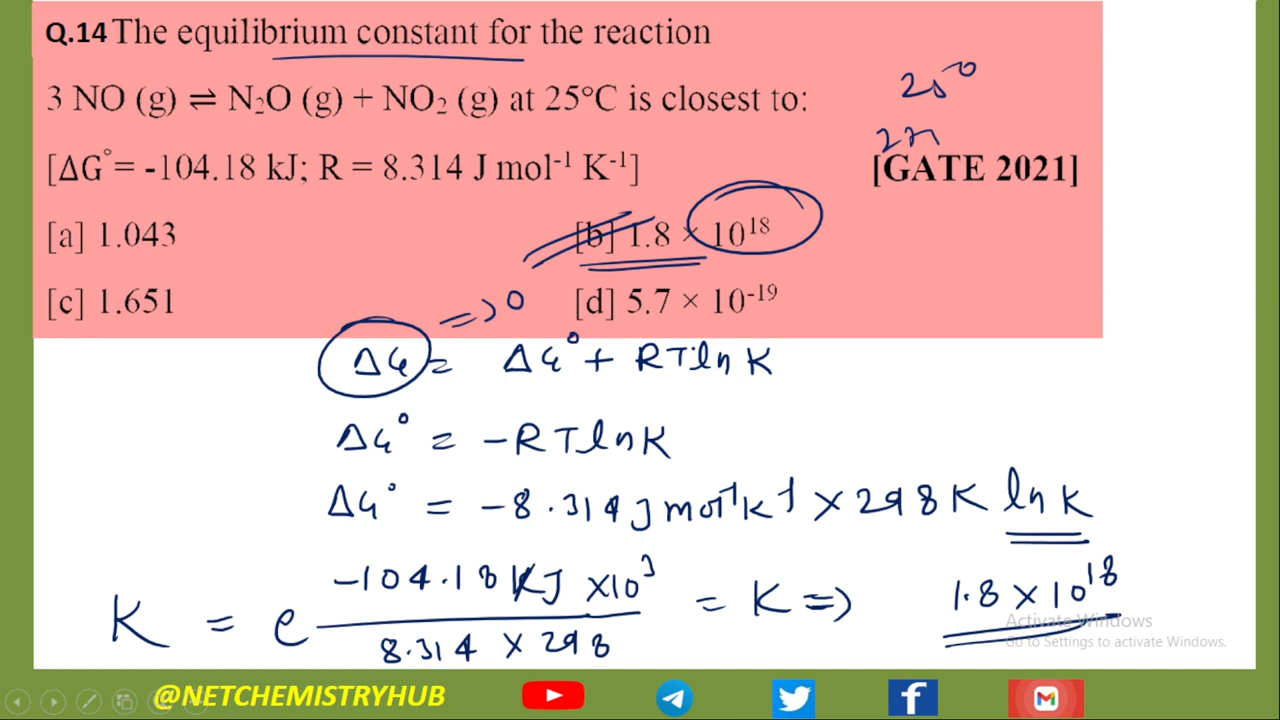 Q.14 The equilibrium constant for the reaction
3 NO (g) ⇌ N₂O (g) + NO₂ (g) at 25°C is closest to:
[ΔG°= -104.18 kJ; R = 8.314 J mol⁻¹ K⁻¹]
[GATE 2021]
[a] 1.043
[b] 1.8 × 10¹⁸
[c] 1.651
[d] 5.7 × 10⁻¹⁹
=> 0
ΔG = ΔG° + RT ln K
ΔG° = -RT ln K
ΔG° = -8.314 J mol⁻¹ K⁻¹ × 298 K ln K
K = e -104.18 KJ ×10³ / 8.314 × 298 = K => 1.8 × 10¹⁸
Activate Windows
Go to Settings to activate Windows.
@NETCHEMISTRYHUB